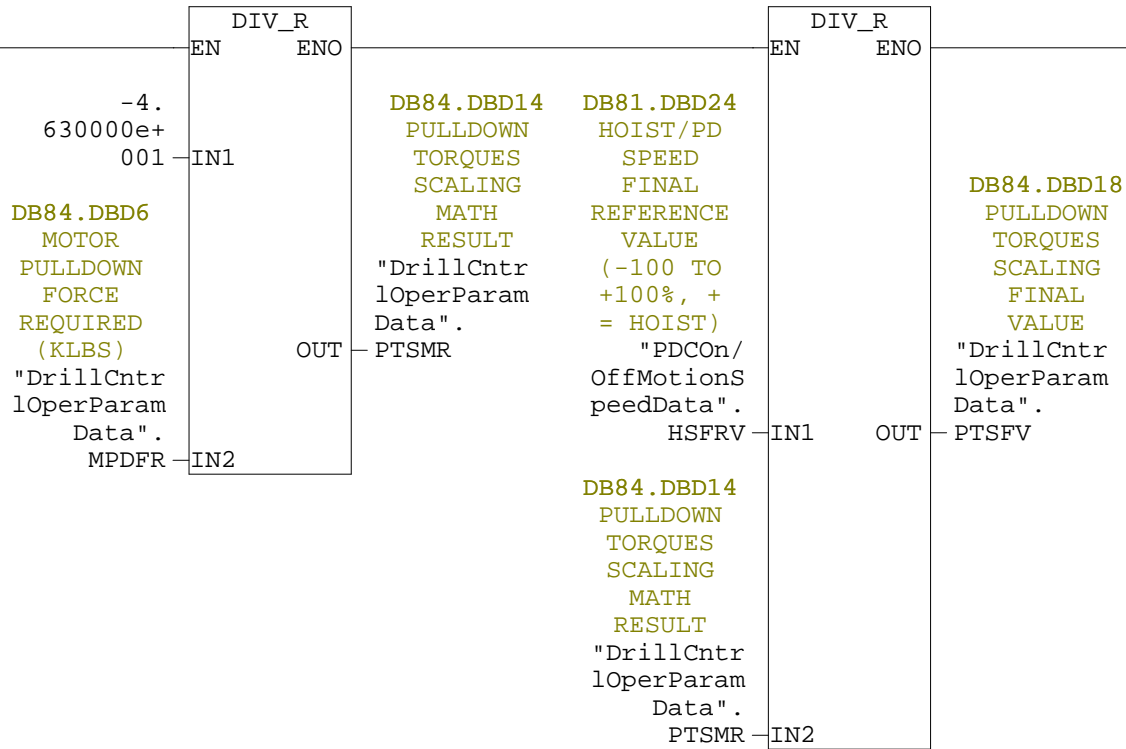 DIV_R
EN ENO
-4.
630000e+
001
IN1
DB84.DBD6
MOTOR
PULLDOWN
FORCE
REQUIRED
(KLBS)
"DrillCntr
lOperParam
Data".
MPDFR
IN2
DB84.DBD14
PULLDOWN
TORQUES
SCALING
MATH
RESULT
"DrillCntr
lOperParam
Data".
OUT PTSMR
DIV_R
EN ENO
DB81.DBD24
HOIST/PD
SPEED
FINAL
REFERENCE
VALUE
(-100 TO
+100%, +
= HOIST)
"PDCOn/
OffMotionS
peedData".
HSFRV IN1
DB84.DBD14
PULLDOWN
TORQUES
SCALING
MATH
RESULT
"DrillCntr
lOperParam
Data".
PTSMR IN2
DB84.DBD18
PULLDOWN
TORQUES
SCALING
FINAL
VALUE
"DrillCntr
lOperParam
Data".
OUT PTSFV